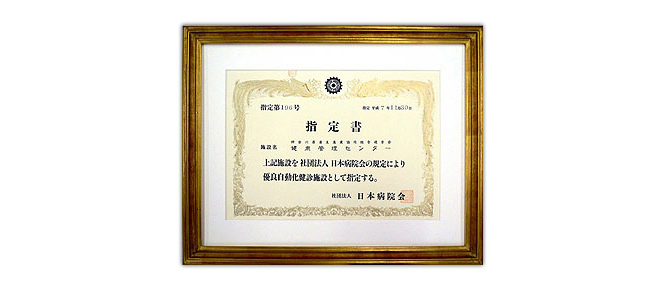 指定第196号
指定 平成7年11月30日
指定書
施設名
健康管理センター
上記施設を 社団法人 日本病院会の規定により
優良自動化健診施設として指定する。
社団法人 日本病院会